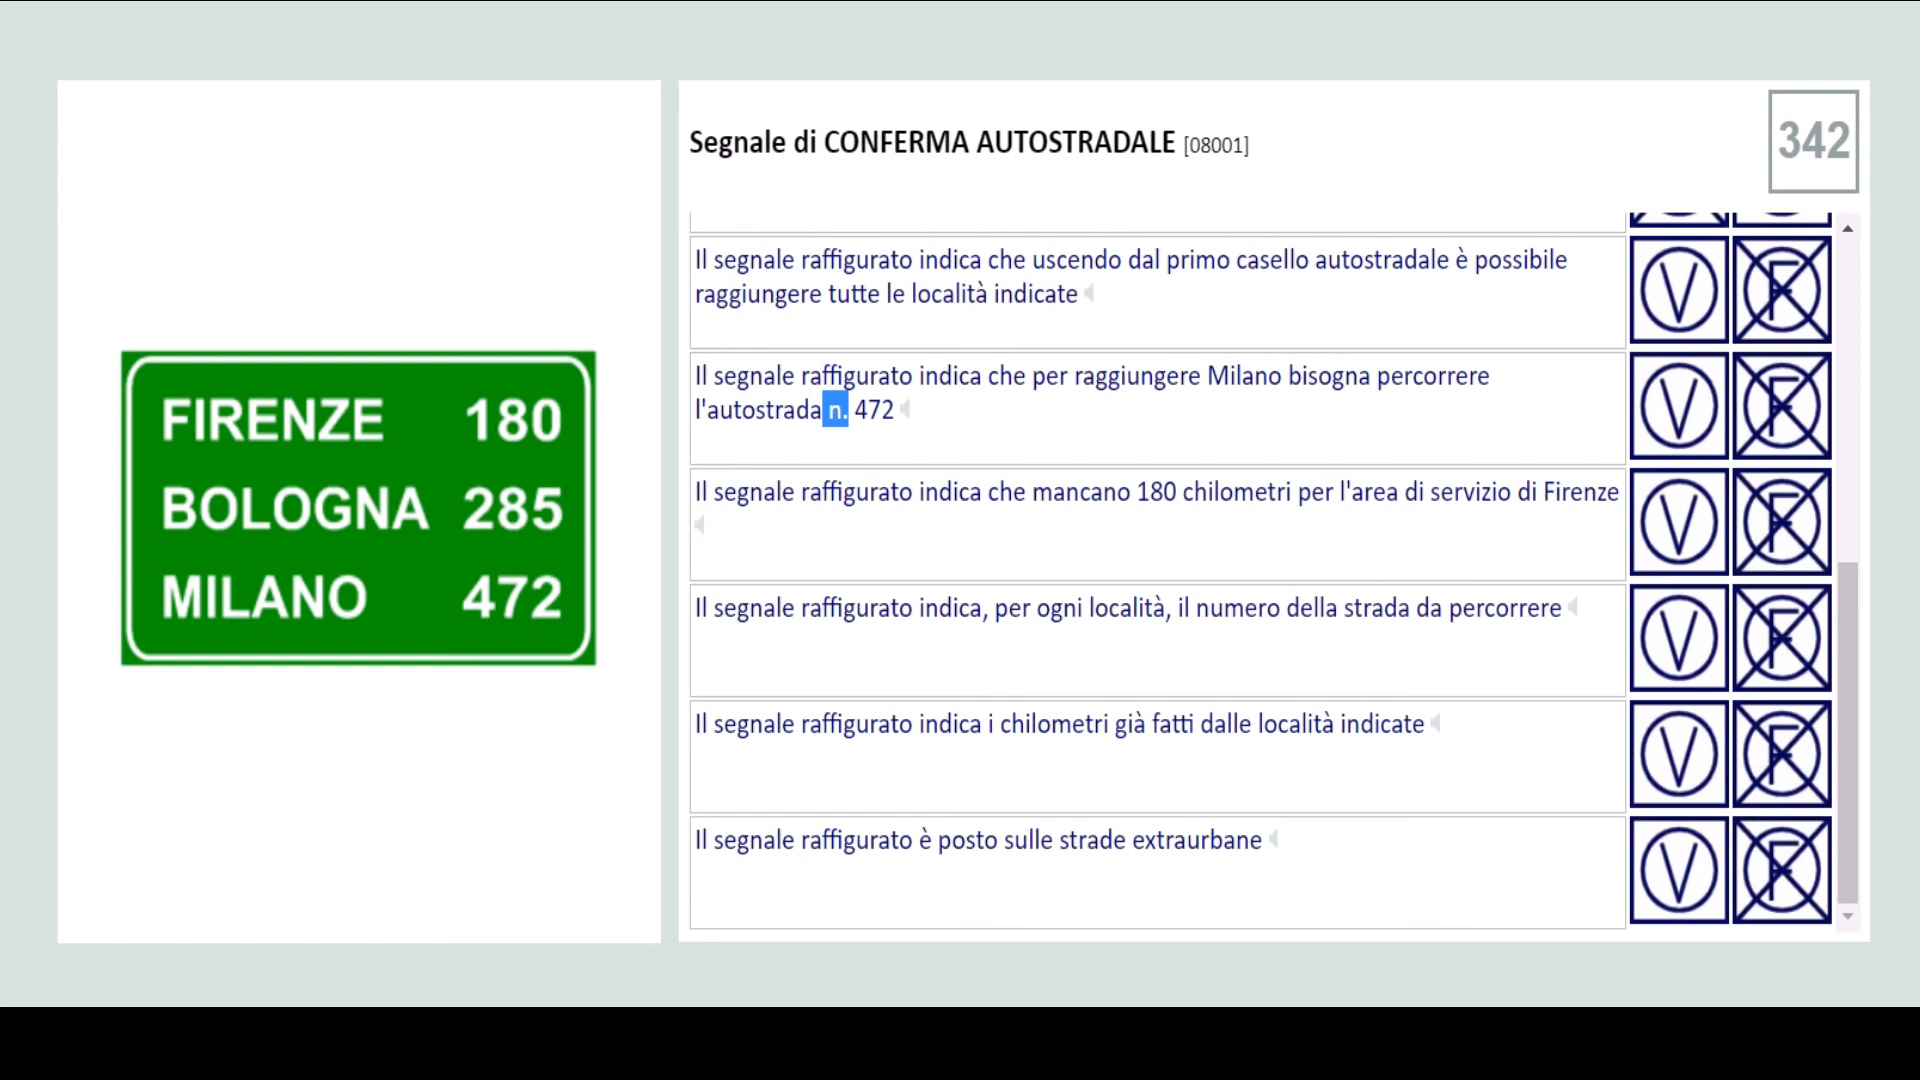 Segnale di CONFERMA AUTOSTRADALE [08001]
342
FIRENZE 180
BOLOGNA 285
MILANO 472
Il segnale raffigurato indica che uscendo dal primo casello autostradale è possibile
raggiungere tutte le località indicate
V F
Il segnale raffigurato indica che per raggiungere Milano bisogna percorrere
l'autostrada n. 472
V F
Il segnale raffigurato indica che mancano 180 chilometri per l'area di servizio di Firenze
V F
Il segnale raffigurato indica, per ogni località, il numero della strada da percorrere
V F
Il segnale raffigurato indica i chilometri già fatti dalle località indicate
V F
Il segnale raffigurato è posto sulle strade extraurbane
V F